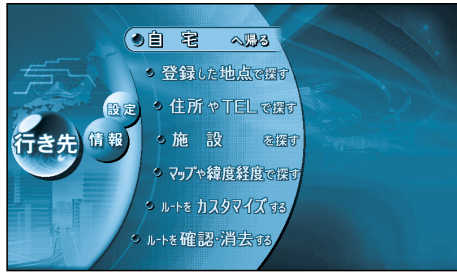 自宅 へ帰る
登録した地点で探す
住所やTELで探す
設定
行き先
情報
施設 を探す
マップや緯度経度で探す
ルートをカスタマイズする
ルートを確認・消去する